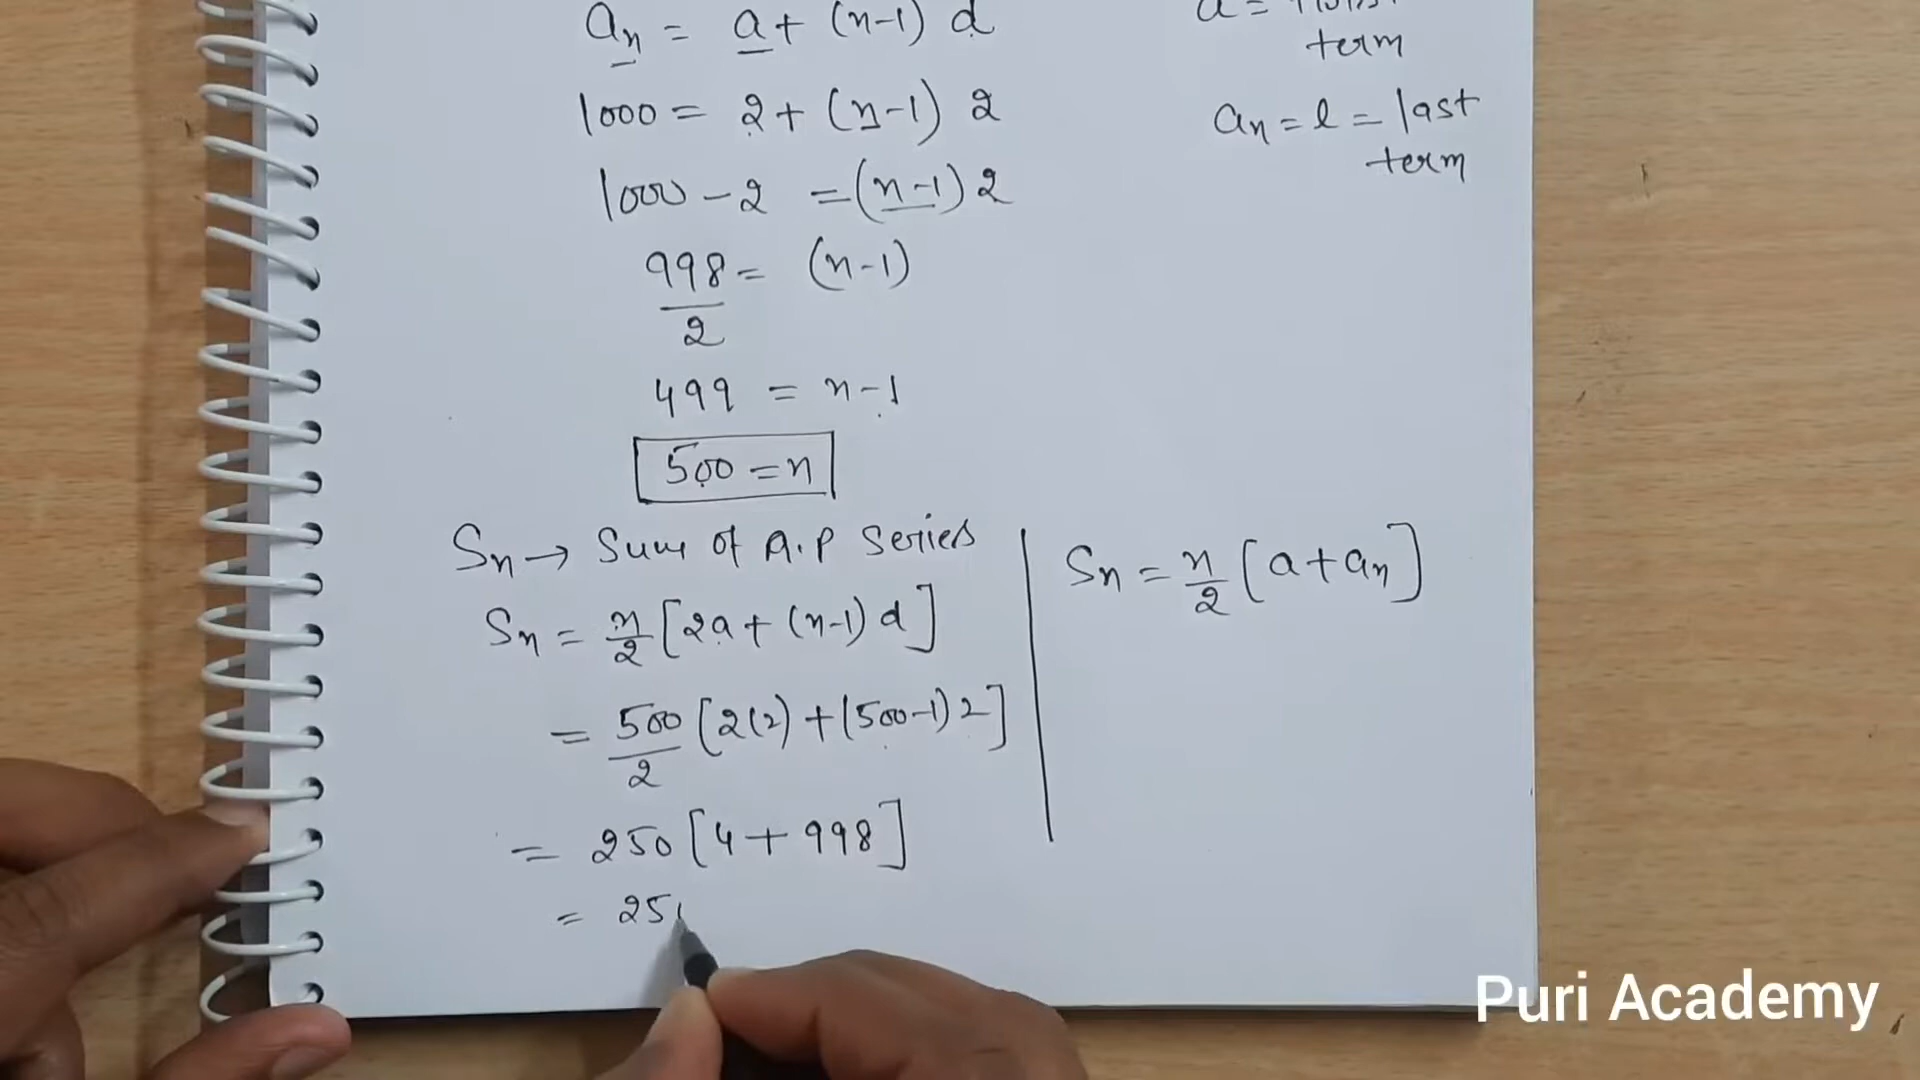 an = a + (n-1) d
a =
term
1000 = 2 + (n-1) 2
an = l = last
term
1000 - 2 = (n-1) 2
998/2 = (n-1)
499 = n-1
500 = n
Sn → Sum of A.P Series
Sn = n/2 [2a + (n-1) d]
= 500/2 [2(2) + (500-1) 2]
= 250 [4 + 998]
= 25
Sn = n/2 [a + an]
Puri Academy